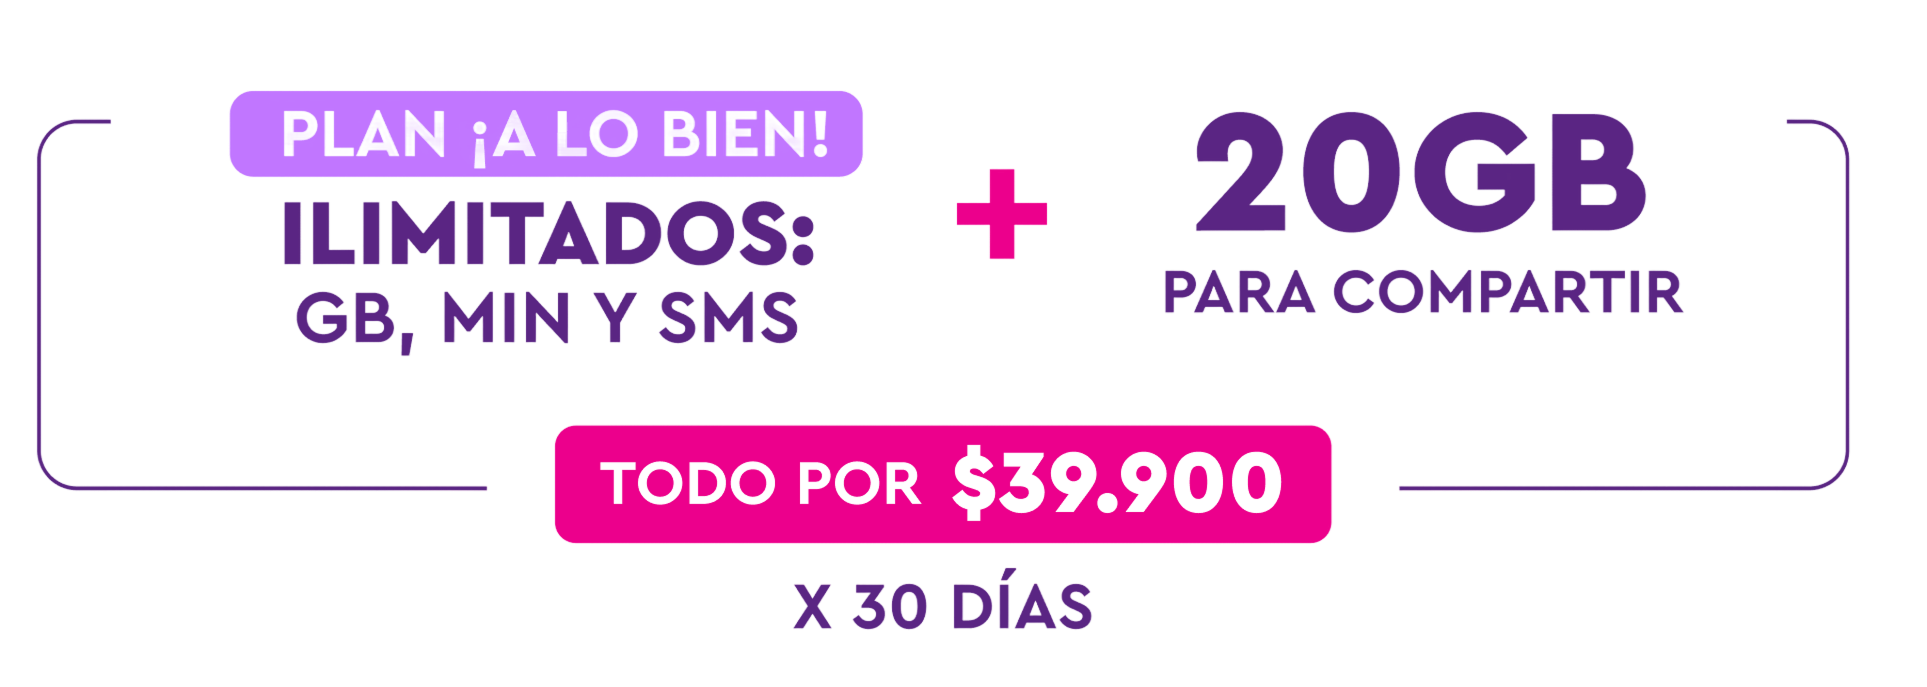 PLAN ¡A LO BIEN!
ILIMITADOS:
GB, MIN Y SMS
+
20GB
PARA COMPARTIR
TODO POR $39.900
X 30 DÍAS